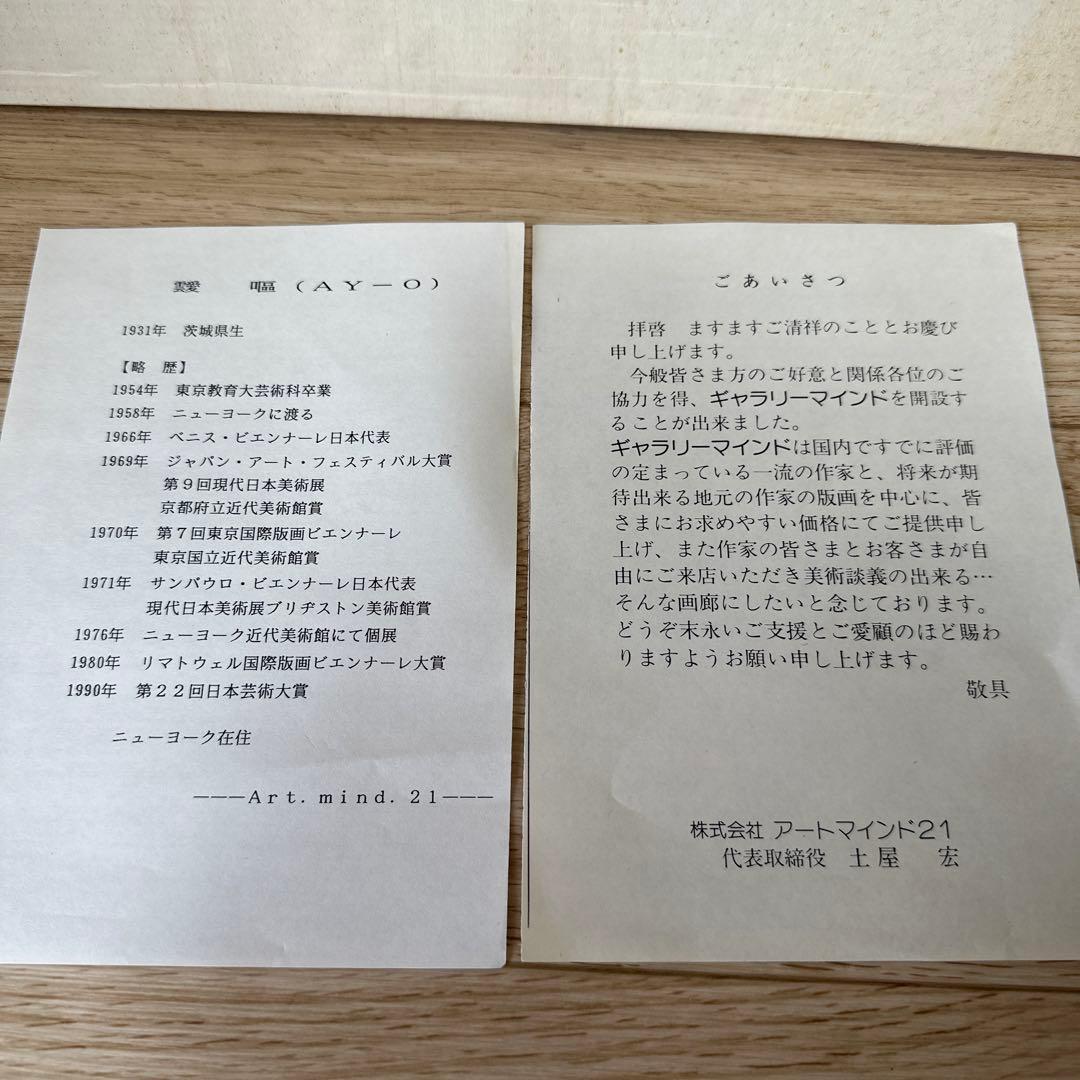 靉　嘔（ＡＹ－Ｏ）
1931年　茨城県生
【略　歴】
1954年　東京教育大芸術科卒業
1958年　ニューヨークに渡る
1966年　ベニス・ビエンナーレ日本代表
1969年　ジャパン・アート・フェスティバル大賞
第９回現代日本美術展
京都府立近代美術館賞
1970年　第７回東京国際版画ビエンナーレ
東京国立近代美術館賞
1971年　サンパウロ・ビエンナーレ日本代表
現代日本美術展ブリヂストン美術館賞
1976年　ニューヨーク近代美術館にて個展
1980年　リマトウェル国際版画ビエンナーレ大賞
1990年　第２２回日本芸術大賞
ニューヨーク在住
―――Ａｒｔ．ｍｉｎｄ．２１―――
ごあいさつ
拝啓　ますますご清祥のこととお慶び
申し上げます。
今般皆さま方のご好意と関係各位のご
協力を得、ギャラリーマインドを開設す
ることが出来ました。
ギャラリーマインドは国内ですでに評価
の定まっている一流の作家と、将来が期
待出来る地元の作家の版画を中心に、皆
さまにお求めやすい価格にてご提供申し
上げ、また作家の皆さまとお客さまが自
由にご来店いただき美術談義の出来る…
そんな画廊にしたいと念じております。
どうぞ末永いご支援とご愛顧のほど賜わ
りますようお願い申し上げます。
敬具
株式会社 アートマインド21
代表取締役　土屋　宏